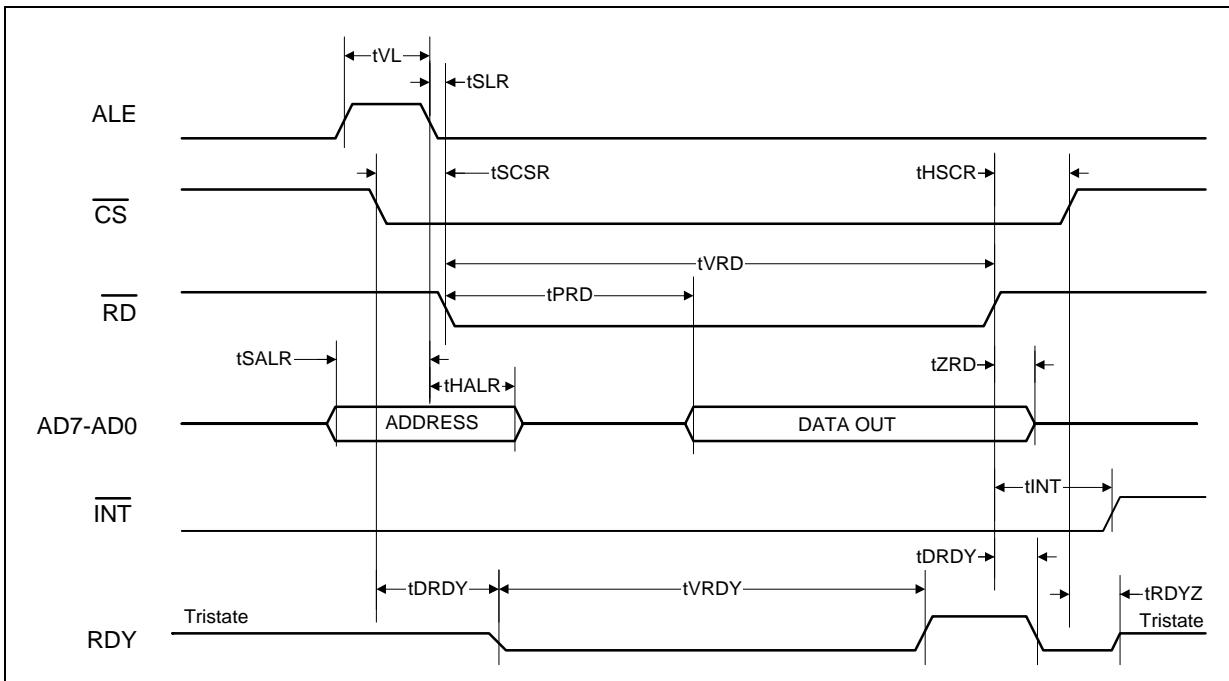 tVL
tSLR
ALE
tSCSR
tHSCR
CS
tVRD
tPRD
RD
tSALR
tZRD
tHALR
AD7-AD0
ADDRESS
DATA OUT
tINT
INT
tDRDY
tDRDY
tVRDY
tRDYZ
Tristate
Tristate
RDY